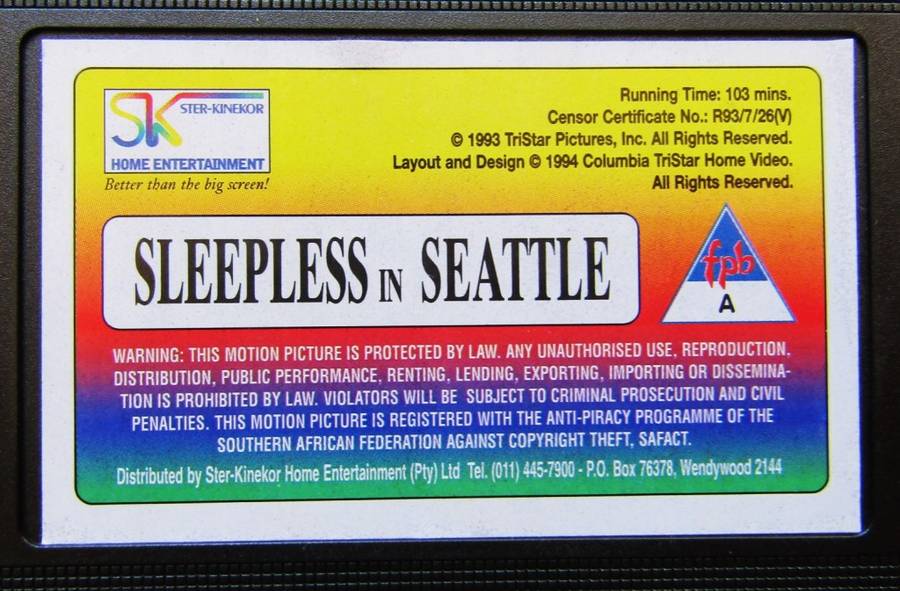 SK STER-KINEKOR
HOME ENTERTAINMENT
Better than the big screen!
Running Time: 103 mins.
Censor Certificate No.: R93/7/26(V)
© 1993 TriStar Pictures, Inc. All Rights Reserved.
Layout and Design © 1994 Columbia TriStar Home Video.
All Rights Reserved.
SLEEPLESS IN SEATTLE
fpb
A
WARNING: THIS MOTION PICTURE IS PROTECTED BY LAW. ANY UNAUTHORISED USE, REPRODUCTION,
DISTRIBUTION, PUBLIC PERFORMANCE, RENTING, LENDING, EXPORTING, IMPORTING OR DISSEMINA-
TION IS PROHIBITED BY LAW. VIOLATORS WILL BE SUBJECT TO CRIMINAL PROSECUTION AND CIVIL
PENALTIES. THIS MOTION PICTURE IS REGISTERED WITH THE ANTI-PIRACY PROGRAMME OF THE
SOUTHERN AFRICAN FEDERATION AGAINST COPYRIGHT THEFT, SAFACT.
Distributed by Ster-Kinekor Home Entertainment (Pty) Ltd Tel. (011) 445-7900 - P.O. Box 76378, Wendywood 2144